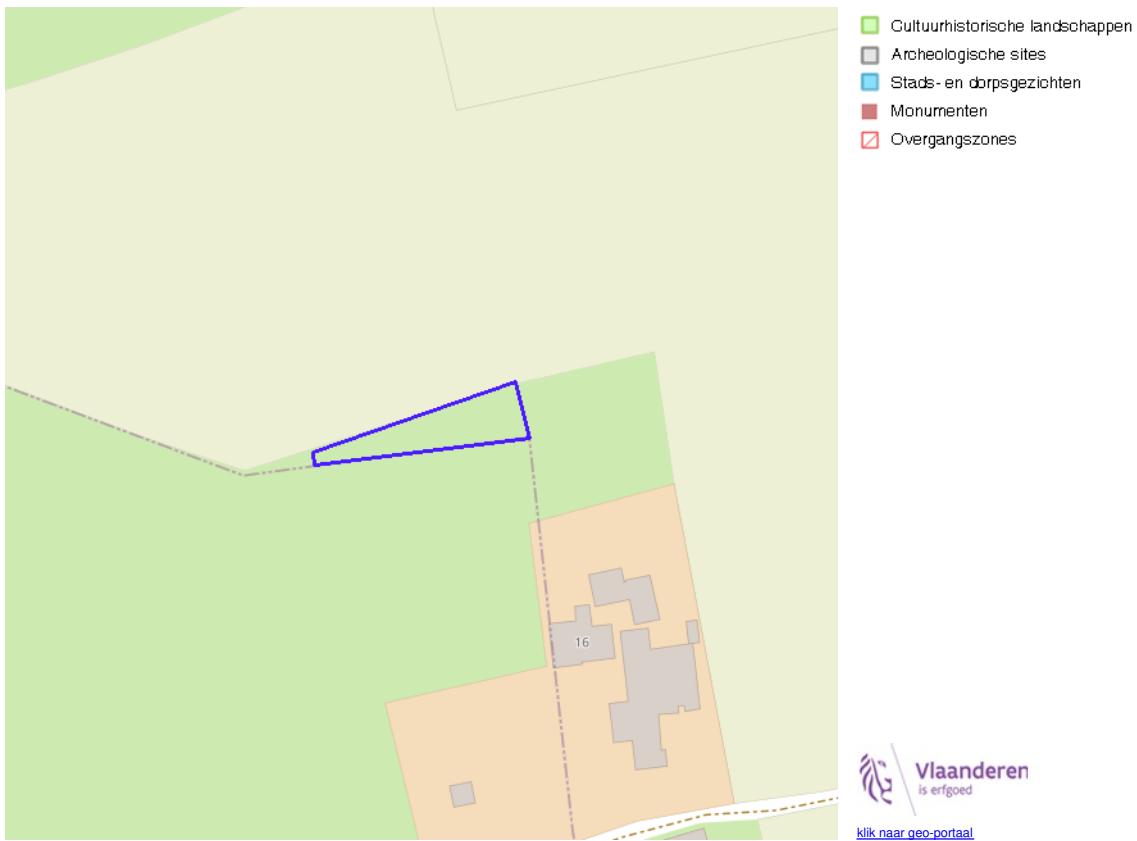 Cultuurhistorische landschappen
Archeologische sites
Stads- en dorpsgezichten
Monumenten
Overgangszones
16
Vlaanderen
is erfgoed
klik naar geo-portaal